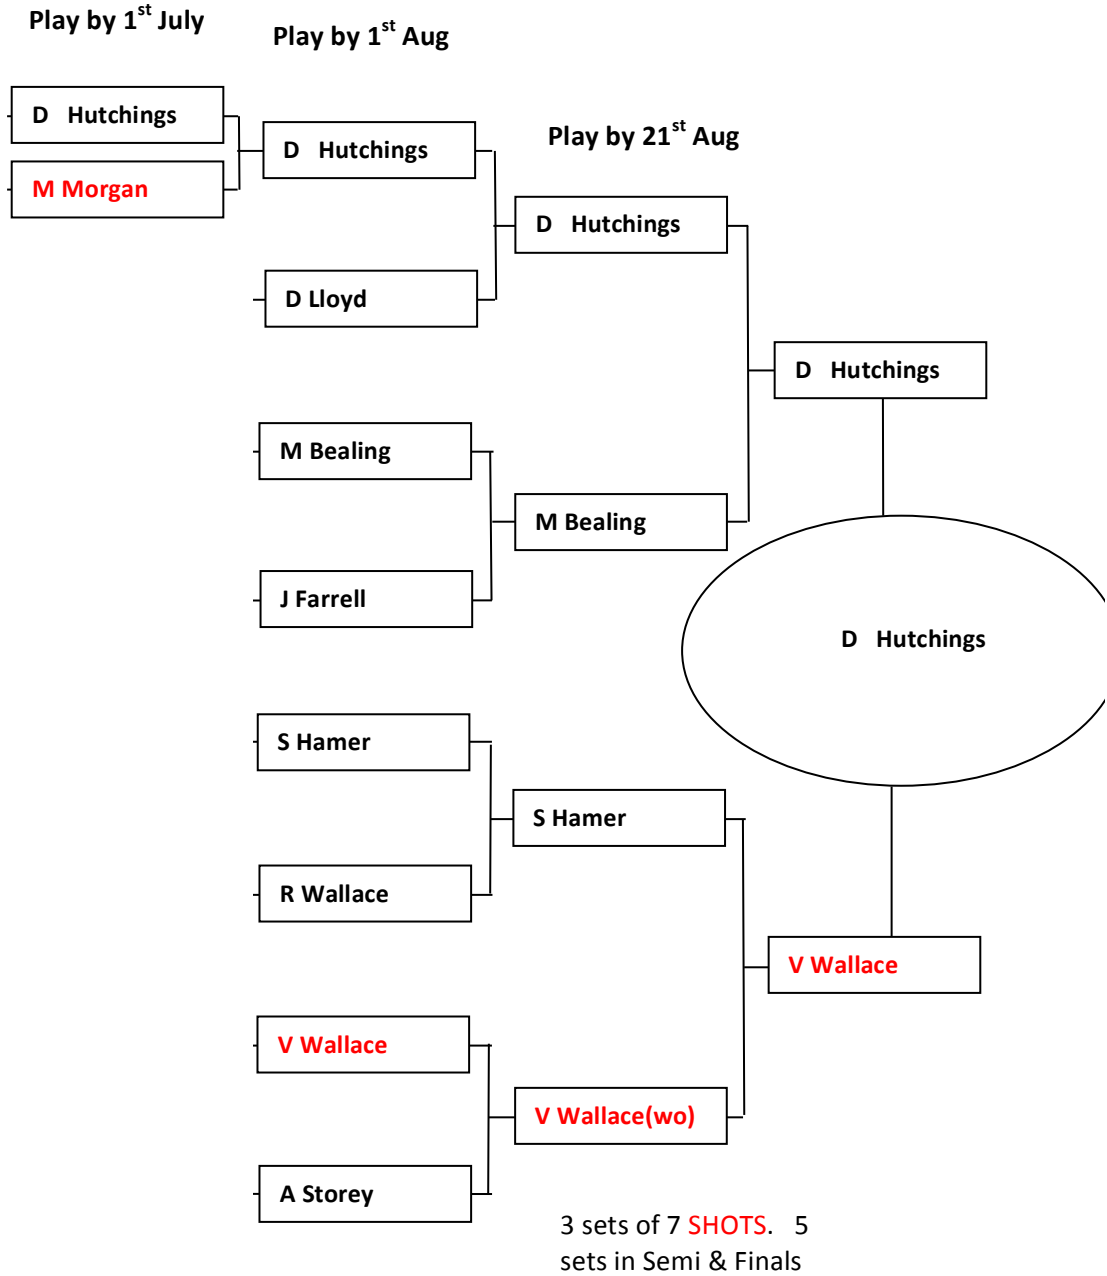 Play by 1st July
Play by 1st Aug
D Hutchings
M Morgan
D Hutchings
Play by 21st Aug
D Hutchings
D Lloyd
D Hutchings
M Bealing
M Bealing
J Farrell
D Hutchings
S Hamer
S Hamer
R Wallace
V Wallace
V Wallace
V Wallace(wo)
A Storey
3 sets of 7 SHOTS. 5
sets in Semi & Finals